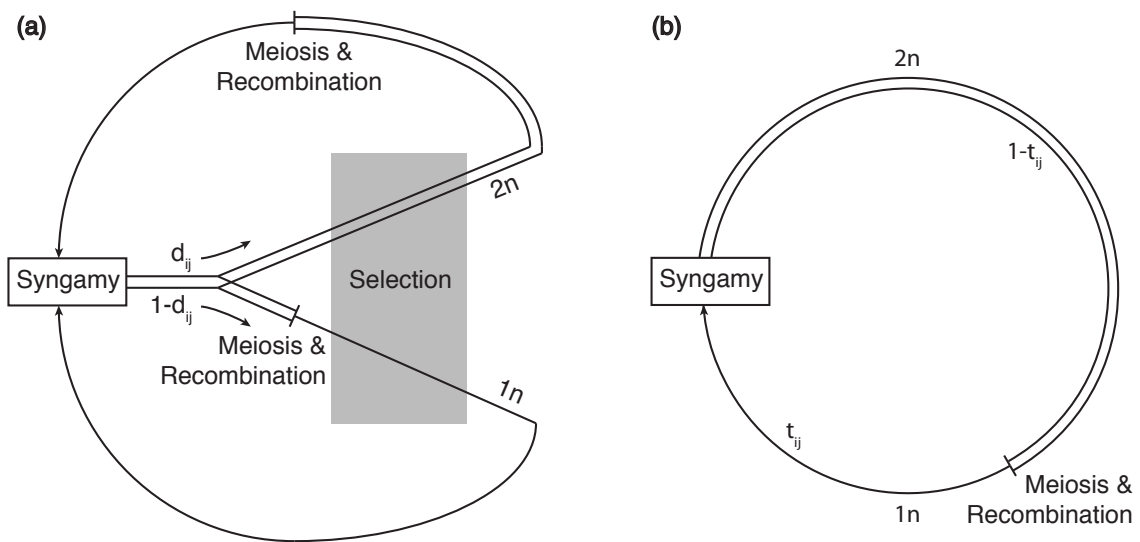 (a)
Meiosis &
Recombination
2n
d_ij
Syngamy
Selection
1-d_ij
Meiosis &
Recombination
1n
(b)
2n
1-t_ij
Syngamy
t_ij
Meiosis &
Recombination
1n